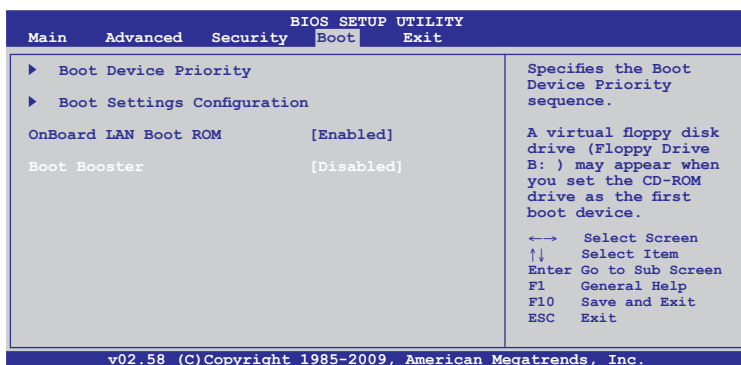 BIOS SETUP UTILITY
Main Advanced Security Boot Exit
Boot Device Priority
Boot Settings Configuration
OnBoard LAN Boot ROM [Enabled]
Boot Booster [Disabled]
Specifies the Boot
Device Priority
sequence.
A virtual floppy disk
drive (Floppy Drive
B: ) may appear when
you set the CD-ROM
drive as the first
boot device.
←→ Select Screen
↑↓ Select Item
Enter Go to Sub Screen
F1 General Help
F10 Save and Exit
ESC Exit
v02.58 (C)Copyright 1985-2009, American Megatrends, Inc.